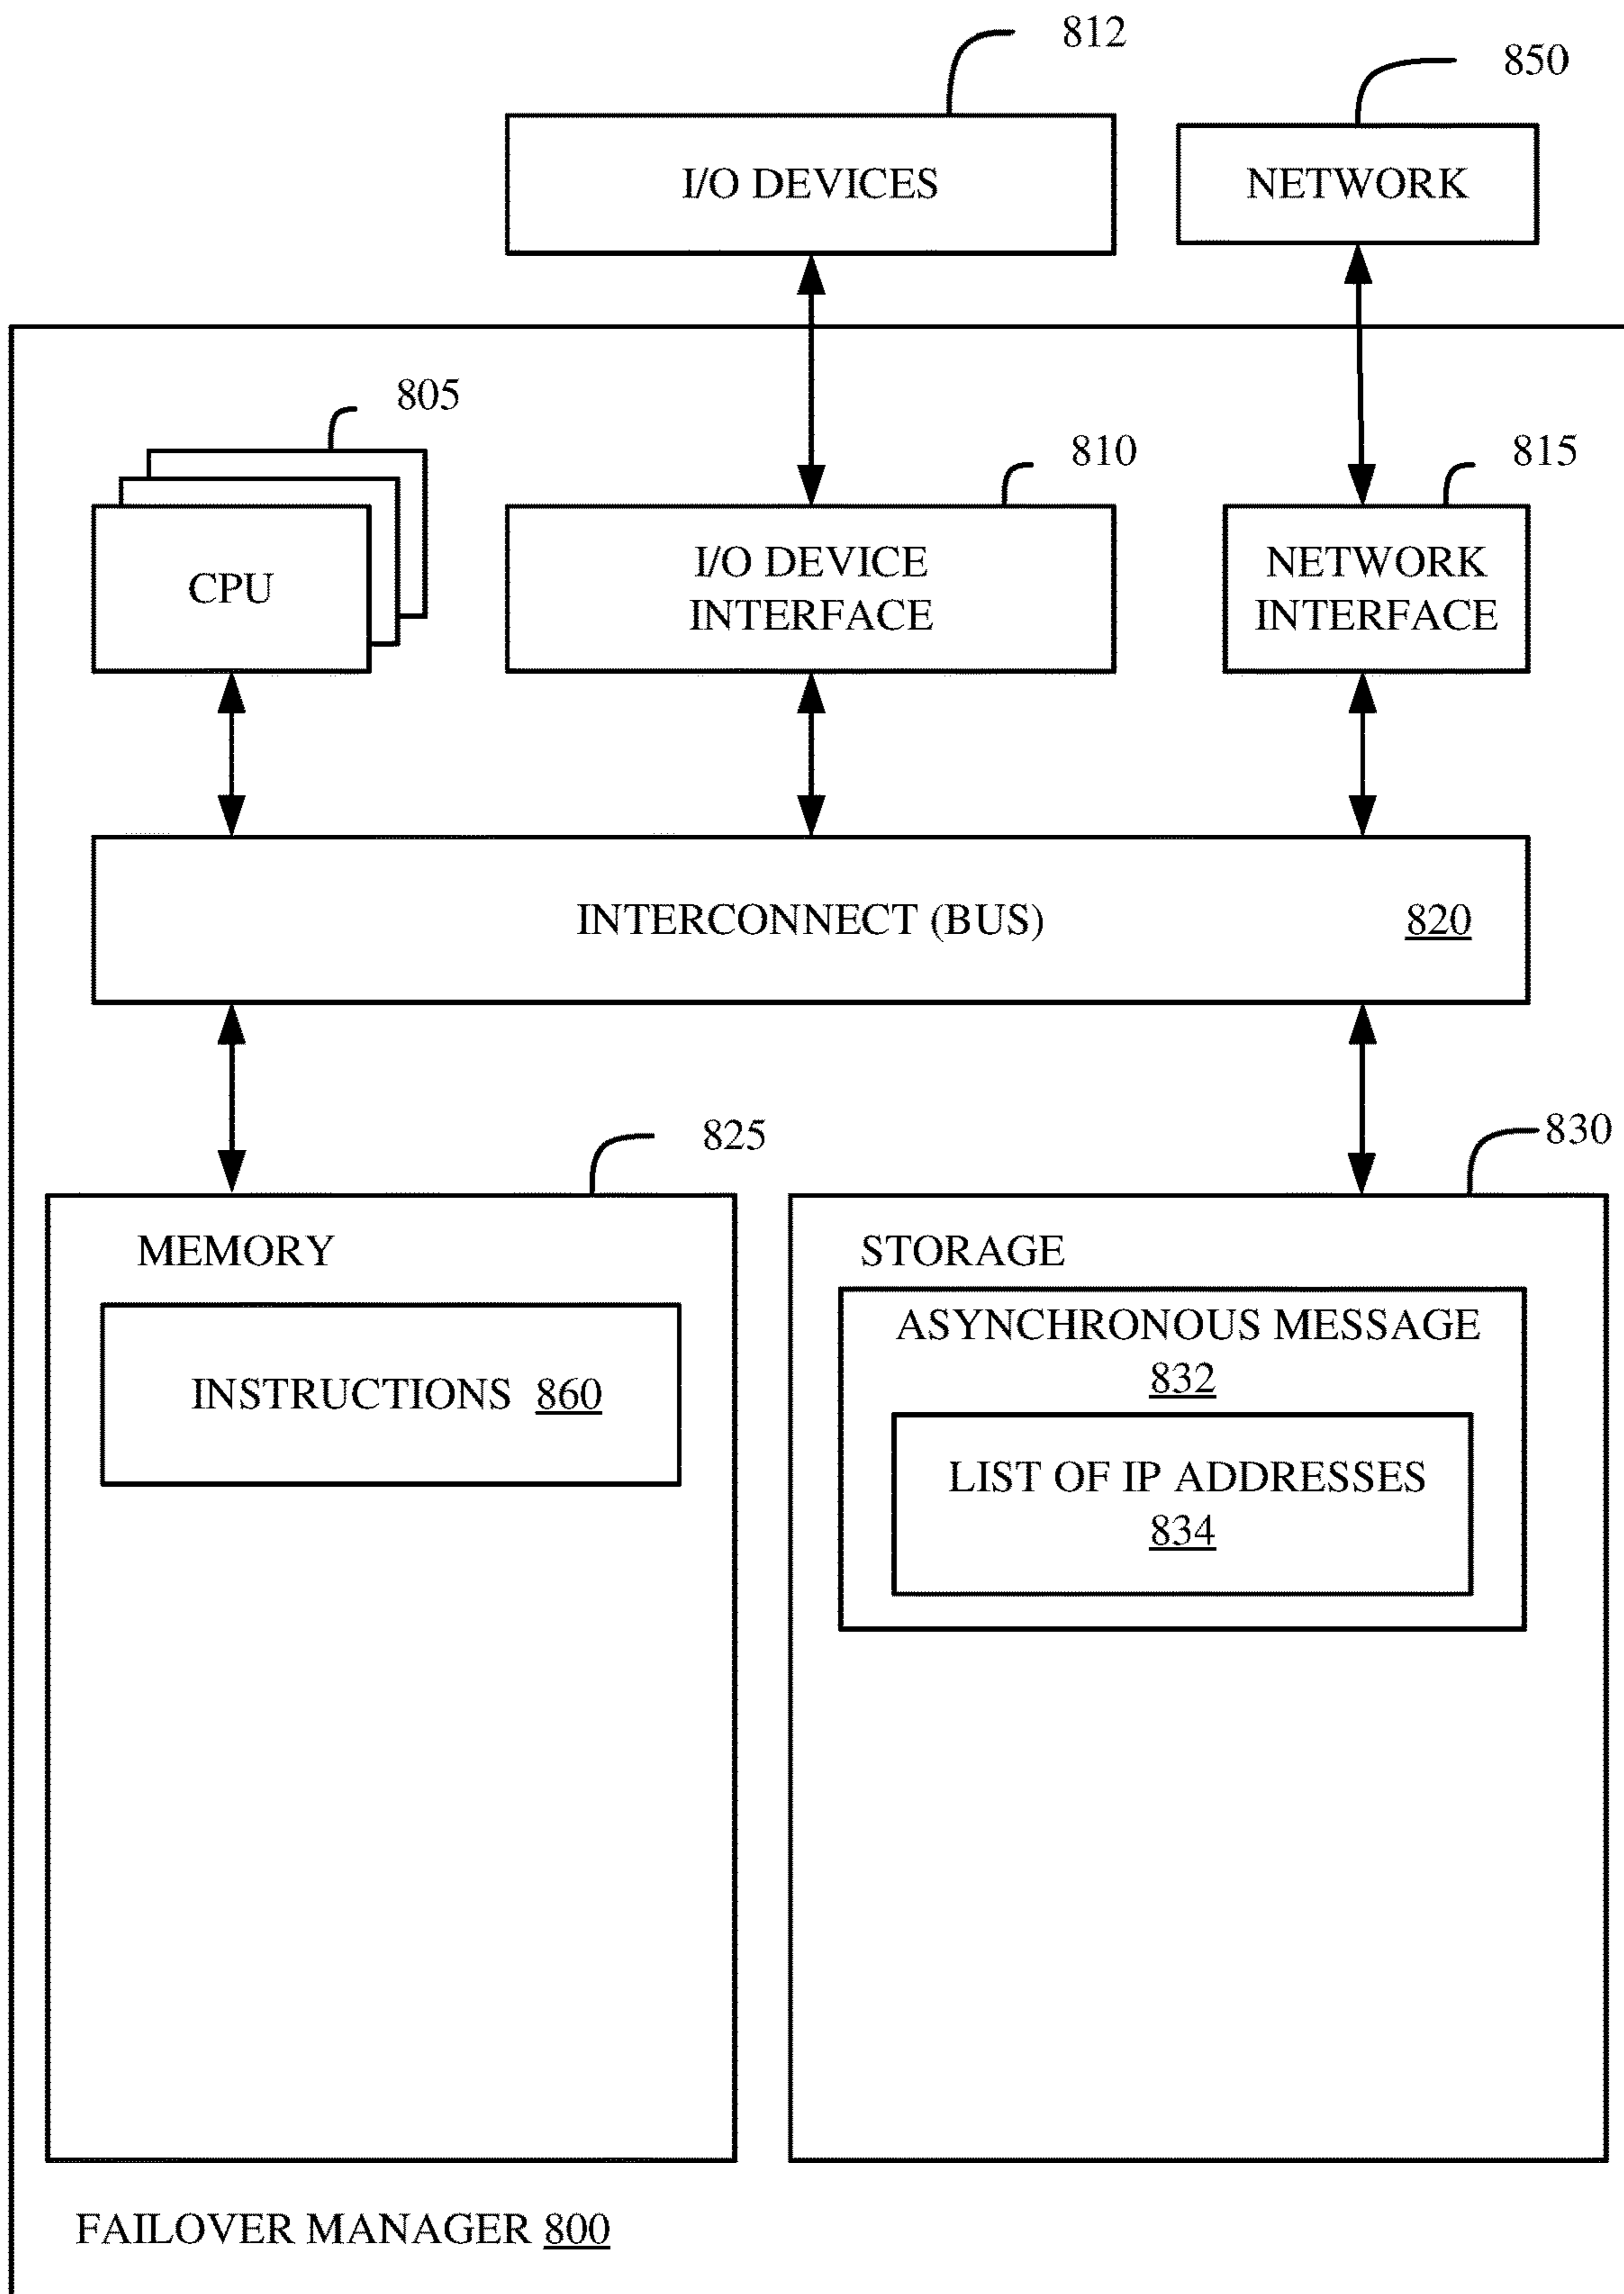 812
850
I/O DEVICES
NETWORK
805
810
815
CPU
I/O DEVICE
INTERFACE
NETWORK
INTERFACE
INTERCONNECT (BUS) 820
825
830
MEMORY
INSTRUCTIONS 860
STORAGE
ASYNCHRONOUS MESSAGE
832
LIST OF IP ADDRESSES
834
FAILOVER MANAGER 800